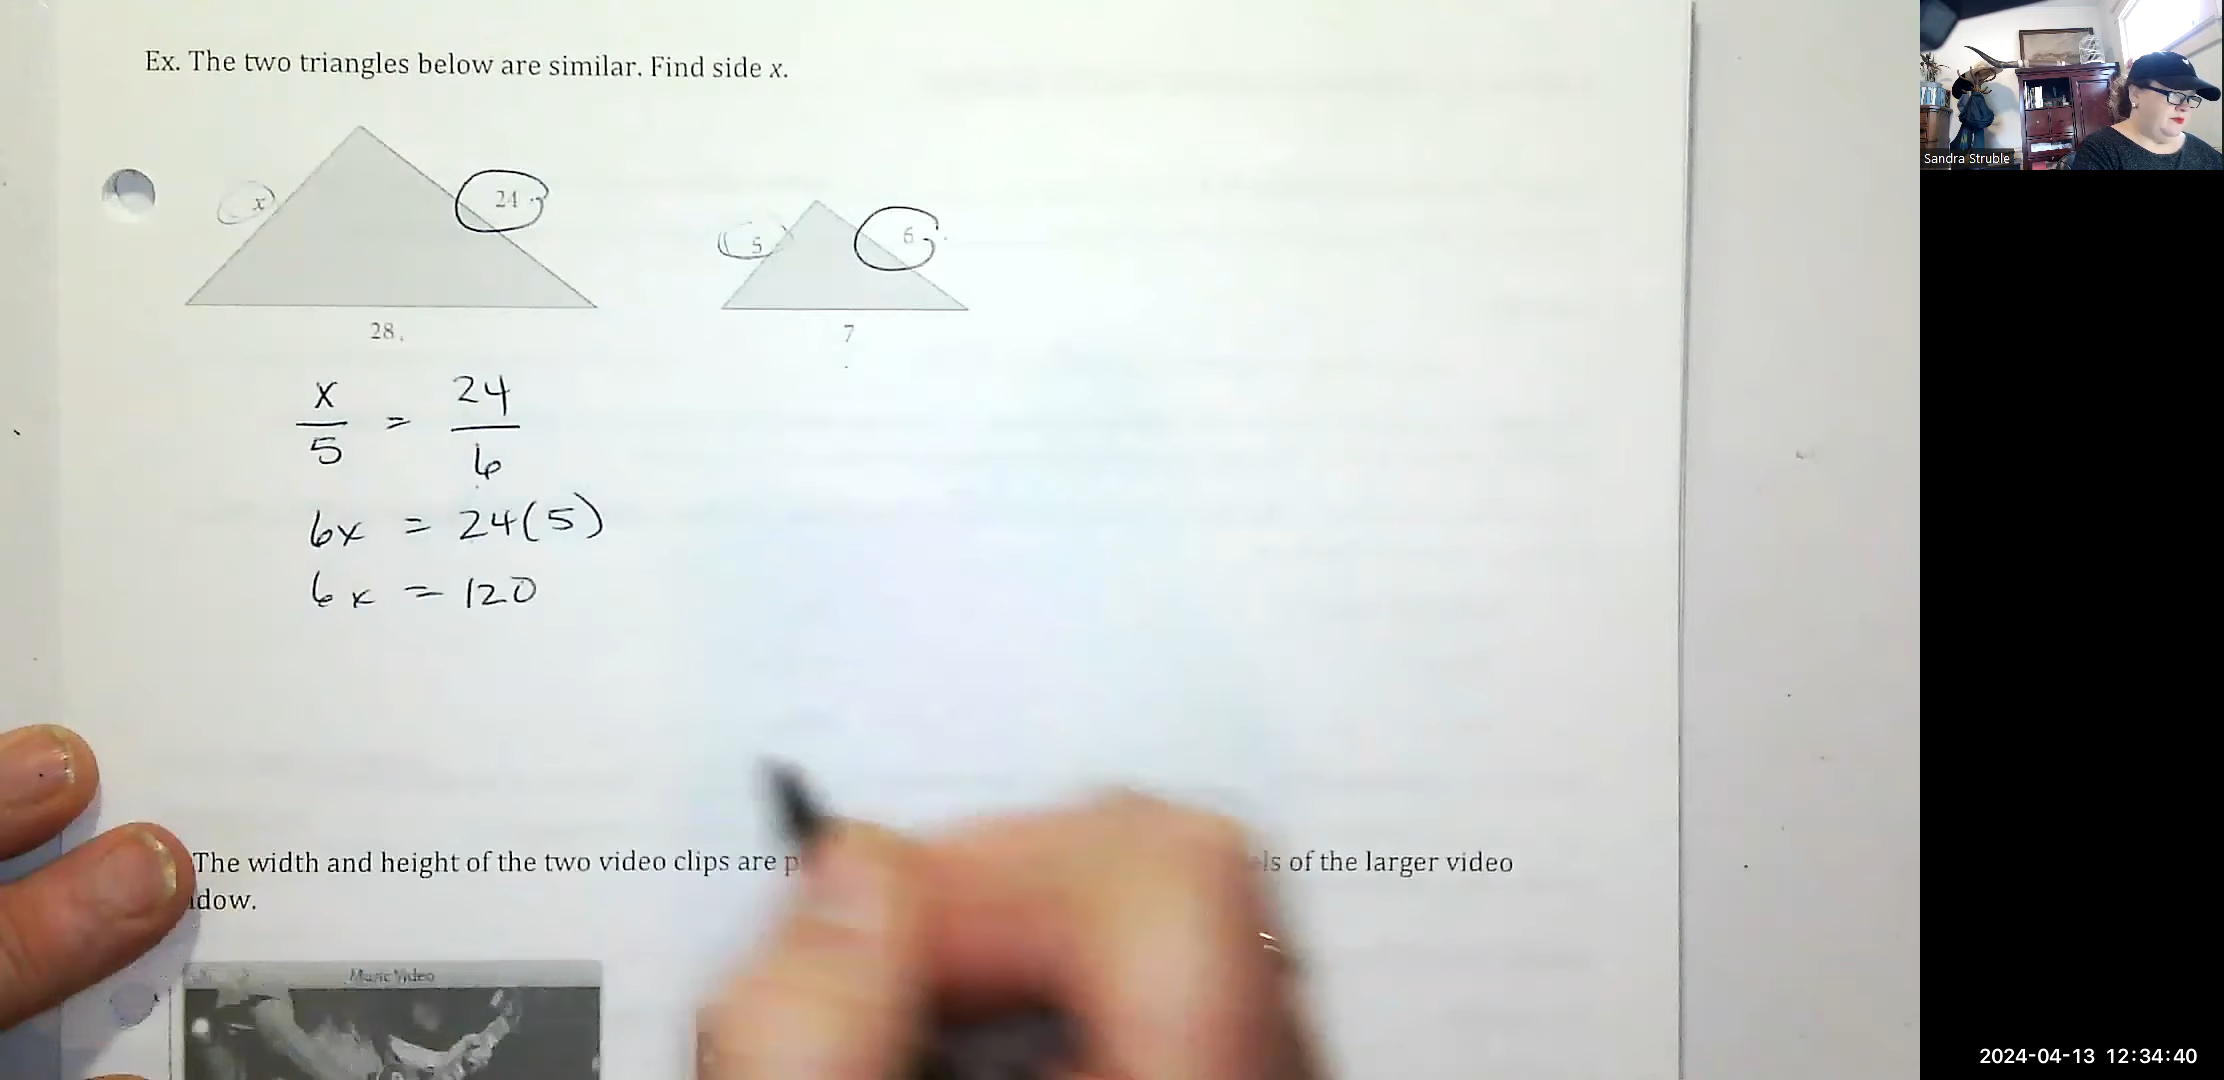 Ex. The two triangles below are similar. Find side x.
x
24
5
6
28
7
x/5 = 24/6
6x = 24(5)
6x = 120
The width and height of the two video clips are
of the larger video
dow.
Music Video
Sandra Struble
2024-04-13 12:34:40